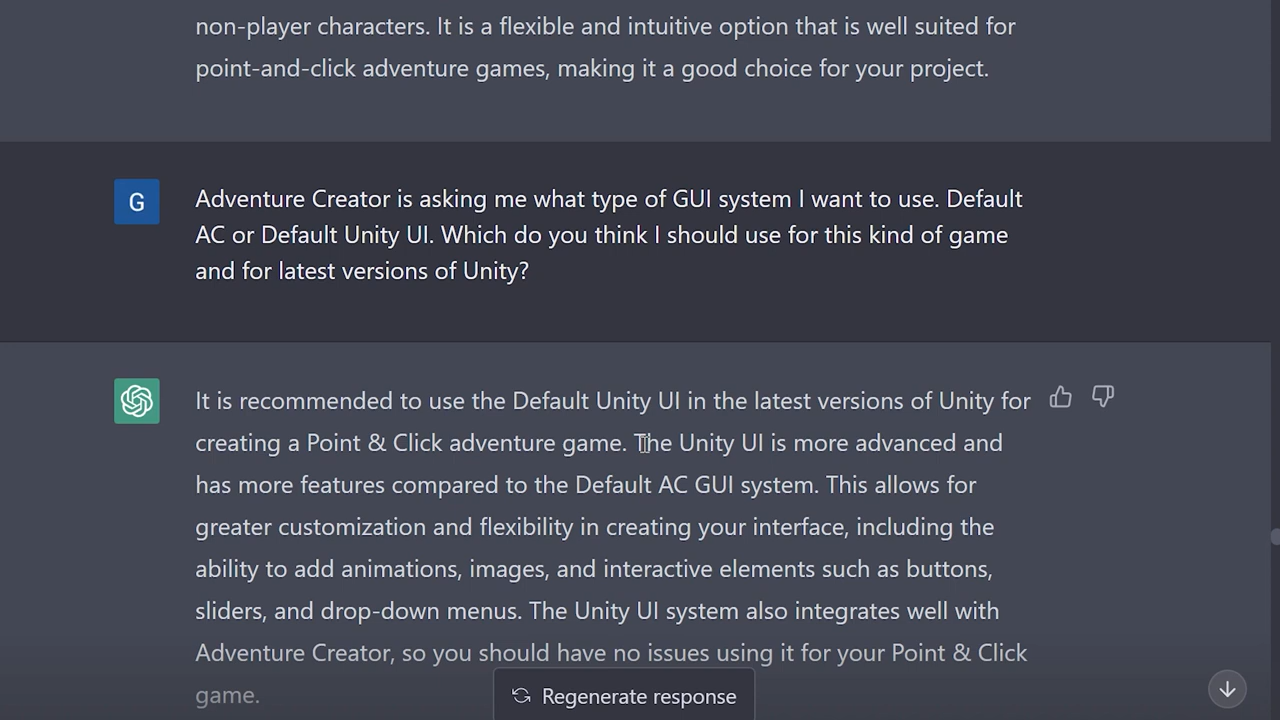 non-player characters. It is a flexible and intuitive option that is well suited for
point-and-click adventure games, making it a good choice for your project.
G
Adventure Creator is asking me what type of GUI system I want to use. Default
AC or Default Unity UI. Which do you think I should use for this kind of game
and for latest versions of Unity?
It is recommended to use the Default Unity UI in the latest versions of Unity for
creating a Point & Click adventure game. The Unity UI is more advanced and
has more features compared to the Default AC GUI system. This allows for
greater customization and flexibility in creating your interface, including the
ability to add animations, images, and interactive elements such as buttons,
sliders, and drop-down menus. The Unity UI system also integrates well with
Adventure Creator, so you should have no issues using it for your Point & Click
game.
Regenerate response